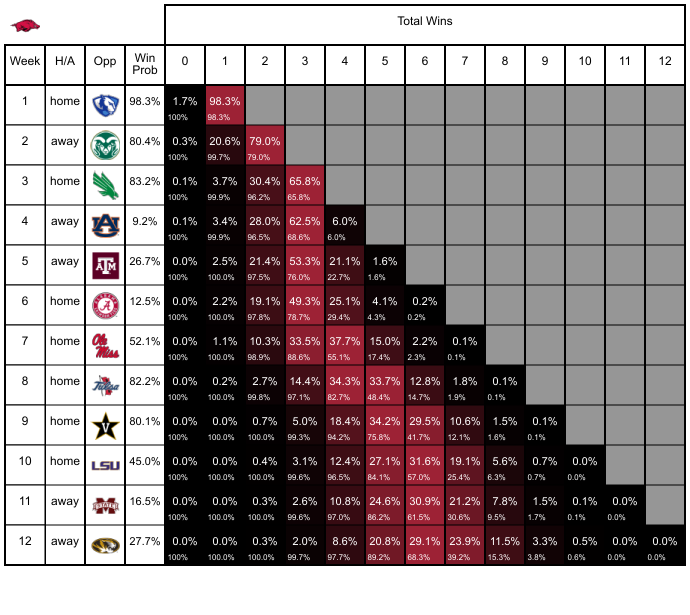 Total Wins
Week H/A Opp Win Prob 0 1 2 3 4 5 6 7 8 9 10 11 12
1 home 98.3% 1.7% 98.3%
100% 98.3%
2 away 80.4% 0.3% 20.6% 79.0%
100% 99.7% 79.0%
3 home 83.2% 0.1% 3.7% 30.4% 65.8%
100% 99.9% 96.2% 65.8%
4 away AU 9.2% 0.1% 3.4% 28.0% 62.5% 6.0%
100% 99.9% 96.5% 68.6% 6.0%
5 away ATM 26.7% 0.0% 2.5% 21.4% 53.3% 21.1% 1.6%
100% 100.0% 97.5% 76.0% 22.7% 1.6%
6 home A 12.5% 0.0% 2.2% 19.1% 49.3% 25.1% 4.1% 0.2%
100% 100.0% 97.8% 78.7% 29.4% 4.3% 0.2%
7 home Ole Miss 52.1% 0.0% 1.1% 10.3% 33.5% 37.7% 15.0% 2.2% 0.1%
100% 100.0% 98.9% 88.6% 55.1% 17.4% 2.3% 0.1%
8 home Tulsa 82.2% 0.0% 0.2% 2.7% 14.4% 34.3% 33.7% 12.8% 1.8% 0.1%
100% 100.0% 99.8% 97.1% 82.7% 48.4% 14.7% 1.9% 0.1%
9 home V 80.1% 0.0% 0.0% 0.7% 5.0% 18.4% 34.2% 29.5% 10.6% 1.5% 0.1%
100% 100.0% 100.0% 99.3% 94.2% 75.8% 41.7% 12.1% 1.6% 0.1%
10 home LSU 45.0% 0.0% 0.0% 0.4% 3.1% 12.4% 27.1% 31.6% 19.1% 5.6% 0.7% 0.0%
100% 100.0% 100.0% 99.6% 96.5% 84.1% 57.0% 25.4% 6.3% 0.7% 0.0%
11 away 16.5% 0.0% 0.0% 0.3% 2.6% 10.8% 24.6% 30.9% 21.2% 7.8% 1.5% 0.1% 0.0%
100% 100.0% 100.0% 99.6% 97.0% 86.2% 61.5% 30.6% 9.5% 1.7% 0.1% 0.0%
12 away 27.7% 0.0% 0.0% 0.3% 2.0% 8.6% 20.8% 29.1% 23.9% 11.5% 3.3% 0.5% 0.0% 0.0%
100% 100.0% 100.0% 99.7% 97.7% 89.2% 68.3% 39.2% 15.3% 3.8% 0.6% 0.0% 0.0%